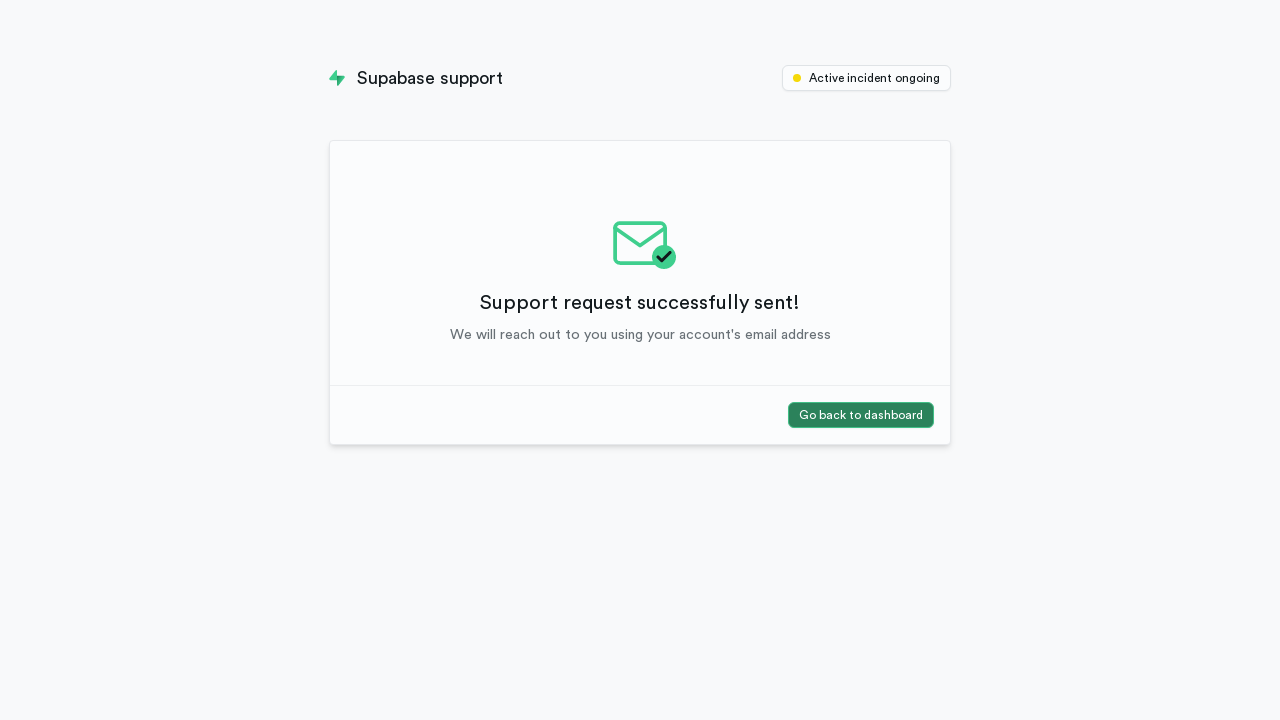 Supabase support
Active incident ongoing
Support request successfully sent!
We will reach out to you using your account's email address
Go back to dashboard